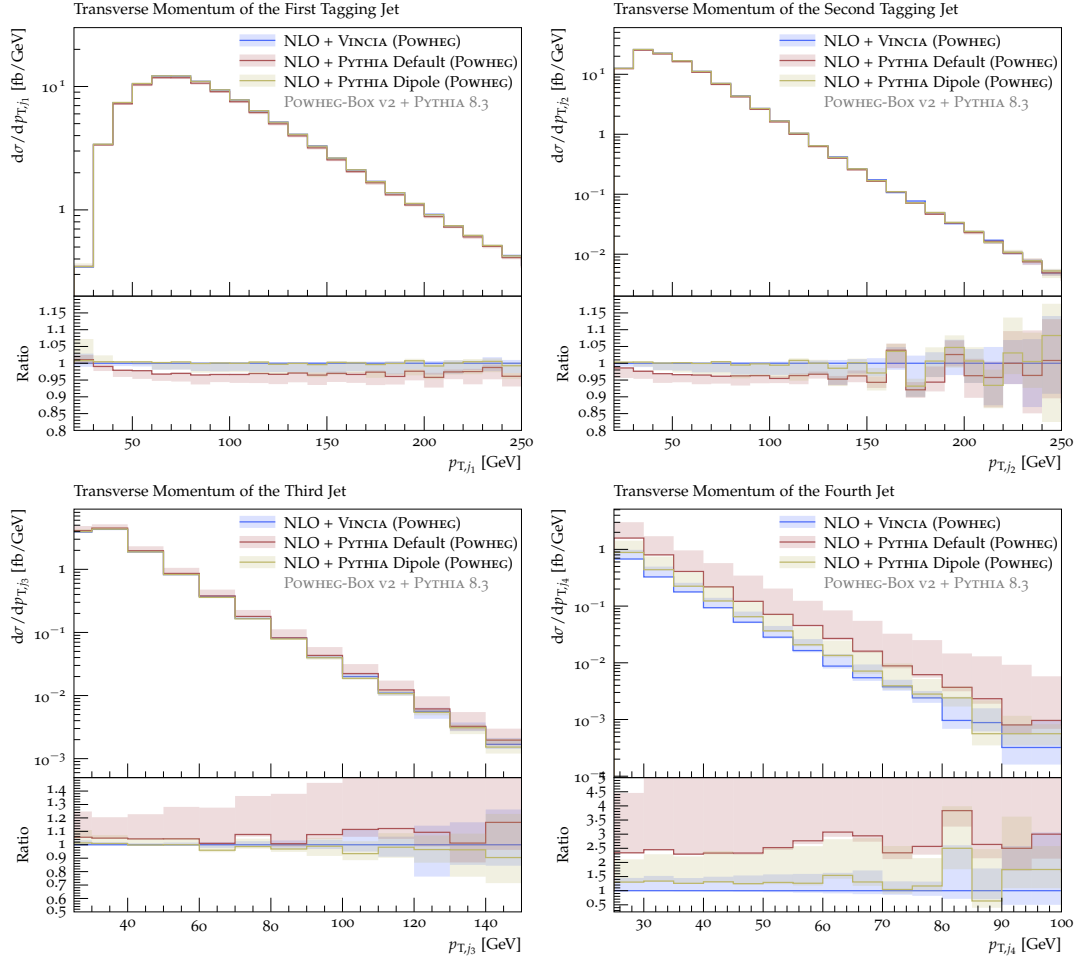 Transverse Momentum of the First Tagging Jet
NLO + VINCIA (POWHEG)
NLO + PYTHIA Default (POWHEG)
NLO + PYTHIA Dipole (POWHEG)
POWHEG-BOX v2 + PYTHIA 8.3
dσ/dp_T,j₁ [fb/GeV]
10¹
1
Ratio
1.15
1.1
1.05
1
0.95
0.9
0.85
0.8
50
100
150
200
250
p_T,j₁ [GeV]
Transverse Momentum of the Second Tagging Jet
NLO + VINCIA (POWHEG)
NLO + PYTHIA Default (POWHEG)
NLO + PYTHIA Dipole (POWHEG)
POWHEG-BOX v2 + PYTHIA 8.3
dσ/dp_T,j₂ [fb/GeV]
10¹
1
10⁻¹
10⁻²
Ratio
1.15
1.1
1.05
1
0.95
0.9
0.85
0.8
50
100
150
200
250
p_T,j₂ [GeV]
Transverse Momentum of the Third Jet
NLO + VINCIA (POWHEG)
NLO + PYTHIA Default (POWHEG)
NLO + PYTHIA Dipole (POWHEG)
POWHEG-BOX v2 + PYTHIA 8.3
dσ/dp_T,j₃ [fb/GeV]
1
10⁻¹
10⁻²
10⁻³
Ratio
1.4
1.3
1.2
1.1
1.0
0.9
0.8
0.7
0.6
0.5
40
60
80
100
120
140
p_T,j₃ [GeV]
Transverse Momentum of the Fourth Jet
NLO + VINCIA (POWHEG)
NLO + PYTHIA Default (POWHEG)
NLO + PYTHIA Dipole (POWHEG)
POWHEG-BOX v2 + PYTHIA 8.3
dσ/dp_T,j₄ [fb/GeV]
1
10⁻¹
10⁻²
10⁻³
Ratio
4.5
4
3.5
3
2.5
2
1.5
1
0.5
30
40
50
60
70
80
90
100
p_T,j₄ [GeV]